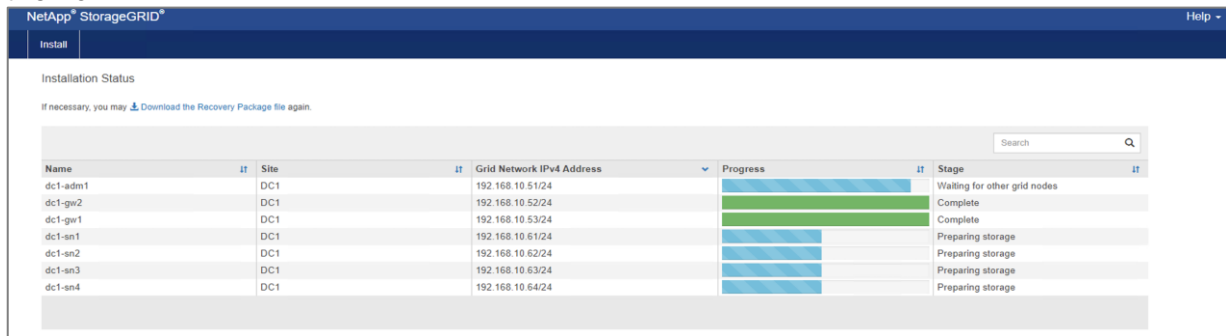 NetApp® StorageGRID® Help
Install
Installation Status
If necessary, you may Download the Recovery Package file again.
Search
Name Site Grid Network IPv4 Address Progress Stage
dc1-adm1 DC1 192.168.10.51/24 Waiting for other grid nodes
dc1-gw2 DC1 192.168.10.52/24 Complete
dc1-gw1 DC1 192.168.10.53/24 Complete
dc1-sn1 DC1 192.168.10.61/24 Preparing storage
dc1-sn2 DC1 192.168.10.62/24 Preparing storage
dc1-sn3 DC1 192.168.10.63/24 Preparing storage
dc1-sn4 DC1 192.168.10.64/24 Preparing storage